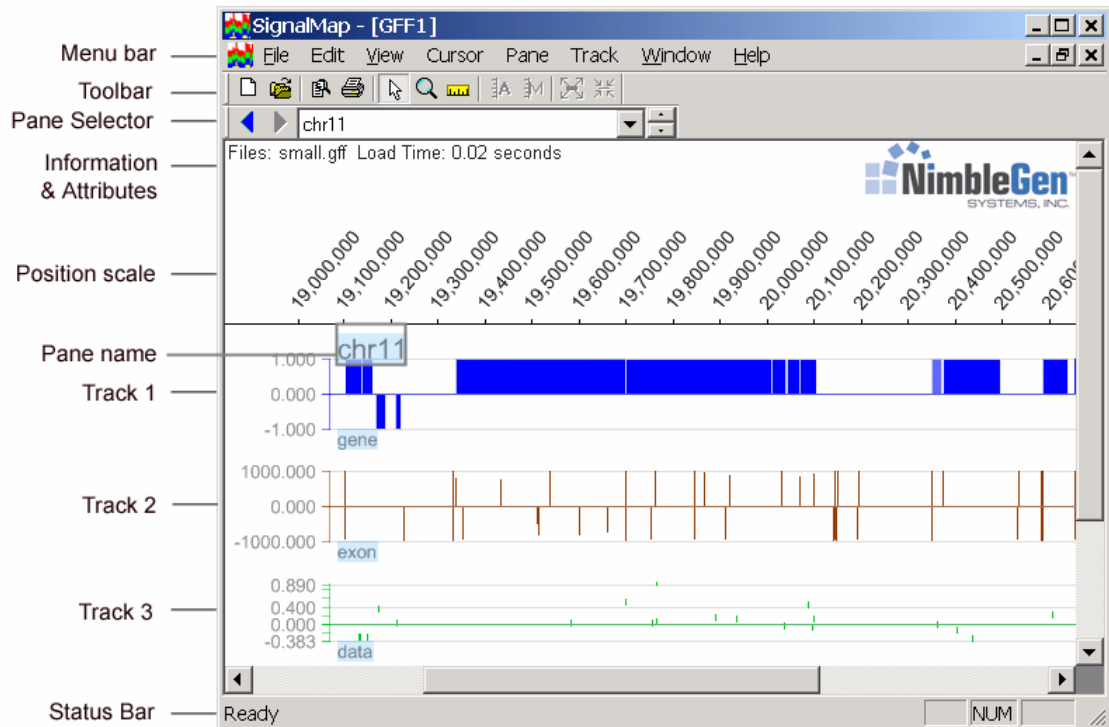 SignalMap - [GFF1]
Menu bar
File Edit View Cursor Pane Track Window Help
Toolbar
Pane Selector
chr11
Information
& Attributes
Files: small.gff Load Time: 0.02 seconds
NimbleGen™
SYSTEMS, INC.
Position scale
19,000,000 19,100,000 19,200,000 19,300,000 19,400,000 19,500,000 19,600,000 19,700,000 19,800,000 19,900,000 20,000,000 20,100,000 20,200,000 20,300,000 20,400,000 20,500,000 20,600
Pane name
chr11
Track 1
1.000
0.000
-1.000
gene
Track 2
1000.000
0.000
-1000.000
exon
Track 3
0.890
0.400
0.000
-0.383
data
Status Bar
Ready
NUM